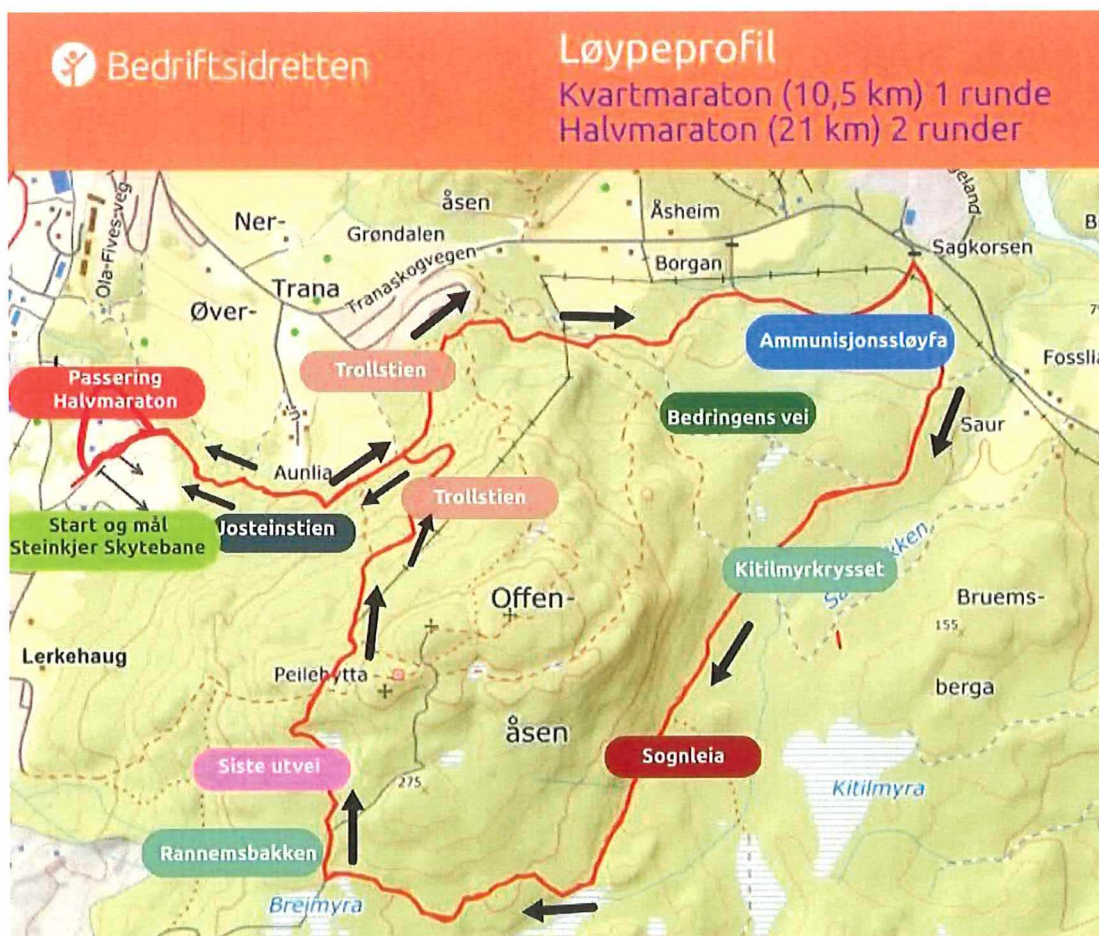 Bedriftsidretten
Løypeprofil
Kvartmaraton (10,5 km) 1 runde
Halvmaraton (21 km) 2 runder
Ola-Fives-veg
Ner-
åsen
Grøndalen
Åsheim
geland
Sagkorsen
Borgan
Trana
Tranaskogvegen
Øver-
Ammunisjonssløyfa
Trollstien
Fosslia
Passering
Halvmaraton
Bedringens vei
Saur
Aunlia
Trollstien
Start og mål
Steinkjer Skytebane
Josteinstien
Kitilmyrkrysset
Offen-
Bruems-
155
Lerkehaug
Peilehytta
berga
åsen
Siste utvei
Sognleia
275
Kitilmyra
Rannemsbakken
Breimyra